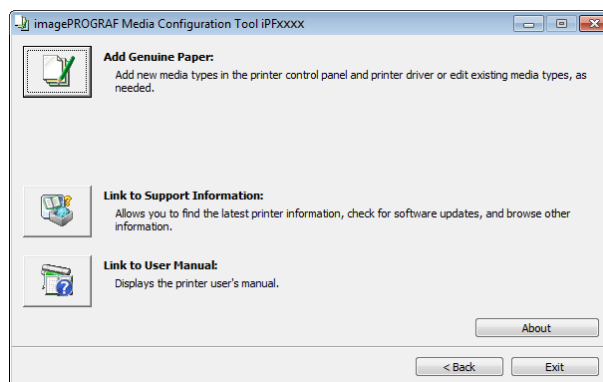 imagePROGRAF Media Configuration Tool iPFxxxx
Add Genuine Paper:
Add new media types in the printer control panel and printer driver or edit existing media types, as
needed.
Link to Support Information:
Allows you to find the latest printer information, check for software updates, and browse other
information.
Link to User Manual:
Displays the printer user's manual.
About
< Back
Exit